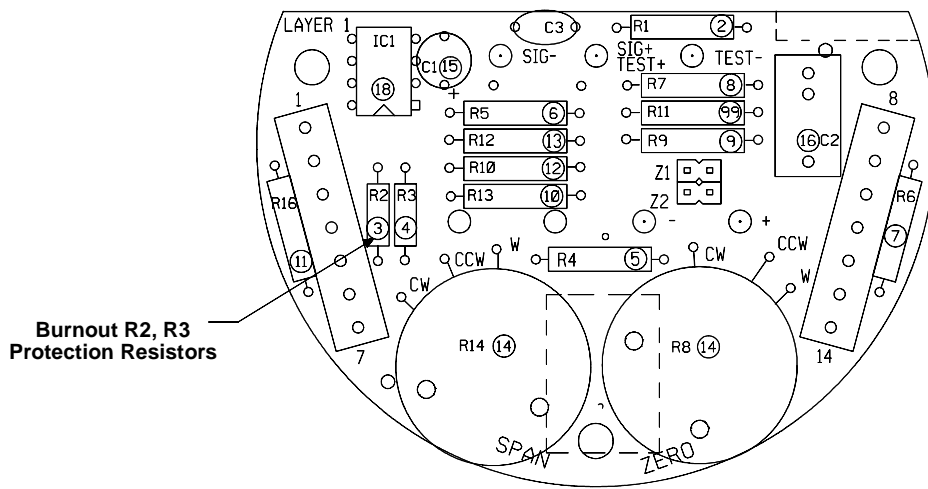 LAYER 1
IC1
18
C1 15
+
C3
R1 2
SIG-
SIG+
TEST+
TEST-
R7 8
R11 99
R9 9
R5 6
R12 13
R10 12
R13 10
16 C2
1
8
R16
11
R2
3
R3
4
R6
7
Z1
Z2
-
+
CW
CCW
W
R4 5
CW
CCW
W
7
14
R14 14
R8 14
SPAN
ZERO
Burnout R2, R3
Protection Resistors